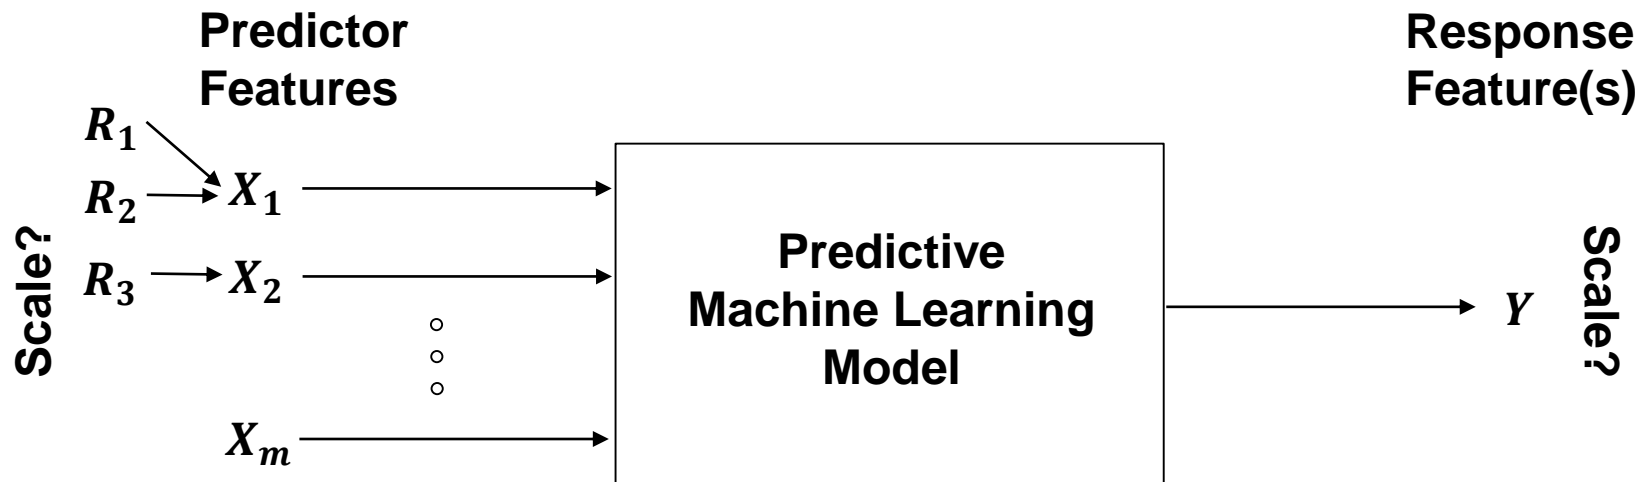 Predictor
Features
Response
Feature(s)
R₁
R₂
X₁
R₃
X₂
Xₘ
Scale?
Predictive
Machine Learning
Model
Y
Scale?